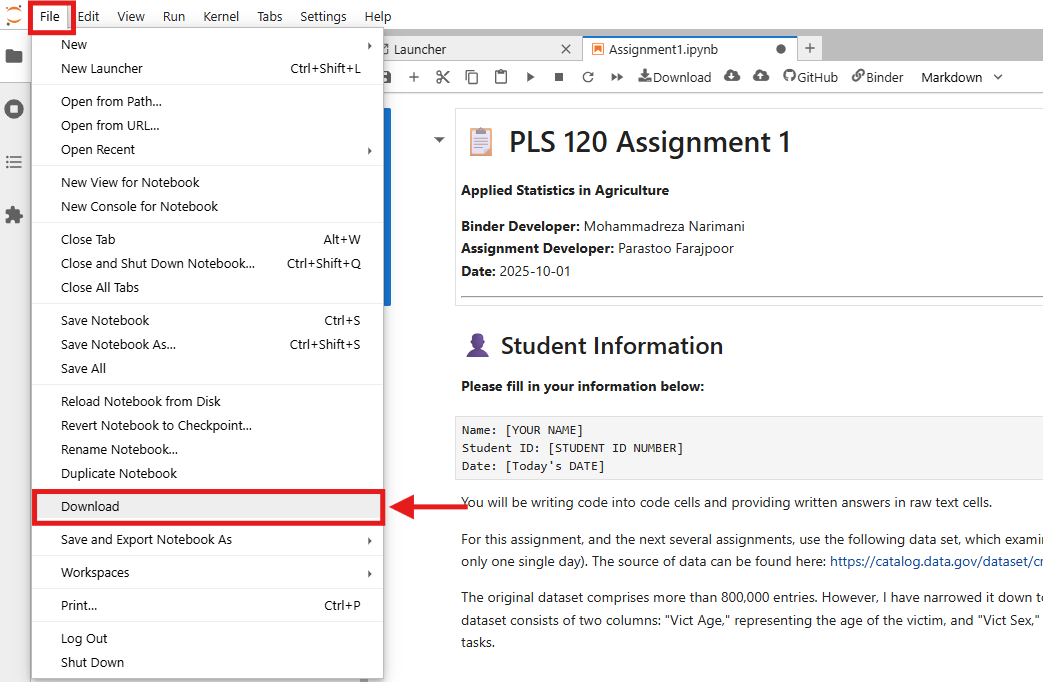 File Edit View Run Kernel Tabs Settings Help
New
New Launcher Ctrl+Shift+L
Open from Path...
Open from URL...
Open Recent
New View for Notebook
New Console for Notebook
Close Tab Alt+W
Close and Shut Down Notebook... Ctrl+Shift+Q
Close All Tabs
Save Notebook Ctrl+S
Save Notebook As... Ctrl+Shift+S
Save All
Reload Notebook from Disk
Revert Notebook to Checkpoint...
Rename Notebook...
Duplicate Notebook
Download
Save and Export Notebook As
Workspaces
Print... Ctrl+P
Log Out
Shut Down
Launcher
Assignment1.ipynb
Download GitHub Binder Markdown
PLS 120 Assignment 1
Applied Statistics in Agriculture
Binder Developer: Mohammadreza Narimani
Assignment Developer: Parastoo Farajpoor
Date: 2025-10-01
Student Information
Please fill in your information below:
Name: [YOUR NAME]
Student ID: [STUDENT ID NUMBER]
Date: [Today's DATE]
You will be writing code into code cells and providing written answers in raw text cells.
For this assignment, and the next several assignments, use the following data set, which examin
only one single day). The source of data can be found here: https://catalog.data.gov/dataset/cr
The original dataset comprises more than 800,000 entries. However, I have narrowed it down to
dataset consists of two columns: "Vict Age," representing the age of the victim, and "Vict Sex,"
tasks.